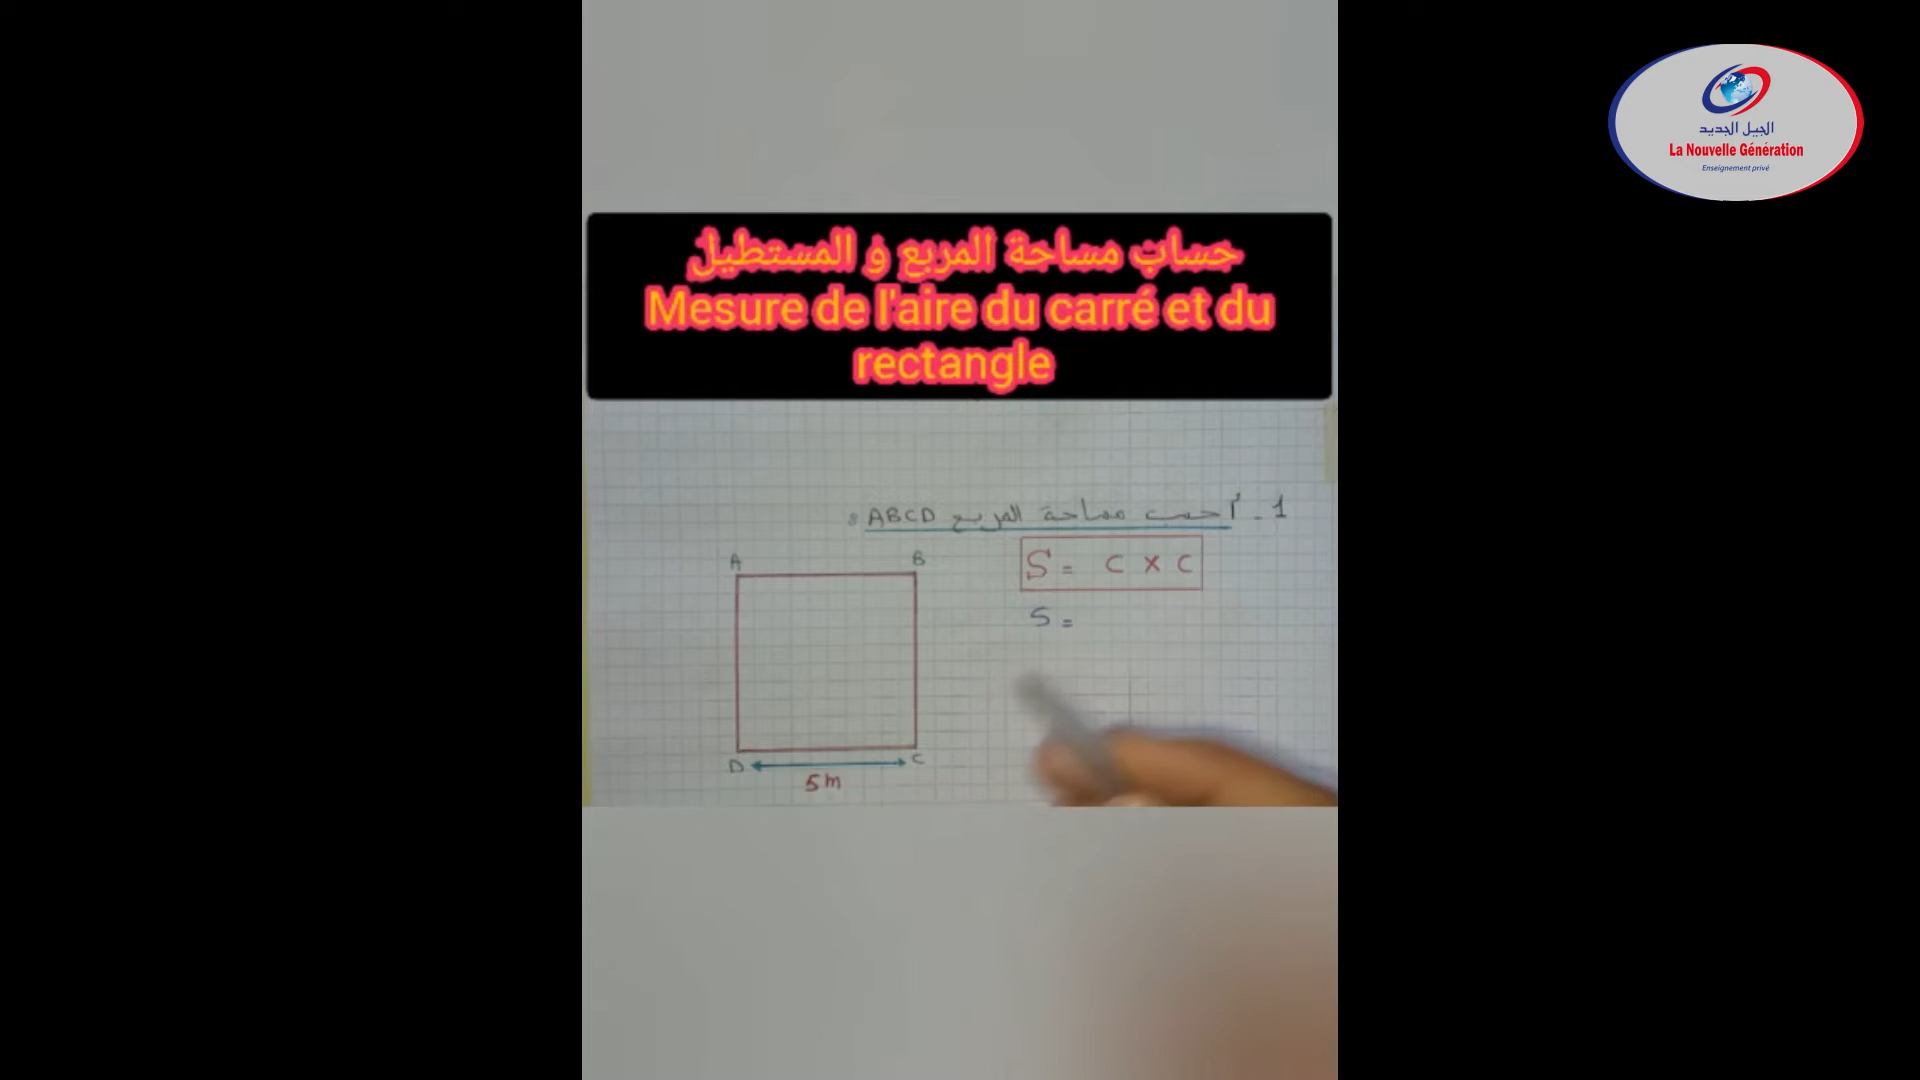 الجيل الجديد
La Nouvelle Génération
Enseignement privé
حساب مساحة المربع و المستطيل
Mesure de l'aire du carré et du
rectangle
1 - أحسب مساحة المربع ABCD :
A
B
S = C X C
S =
D
C
5m